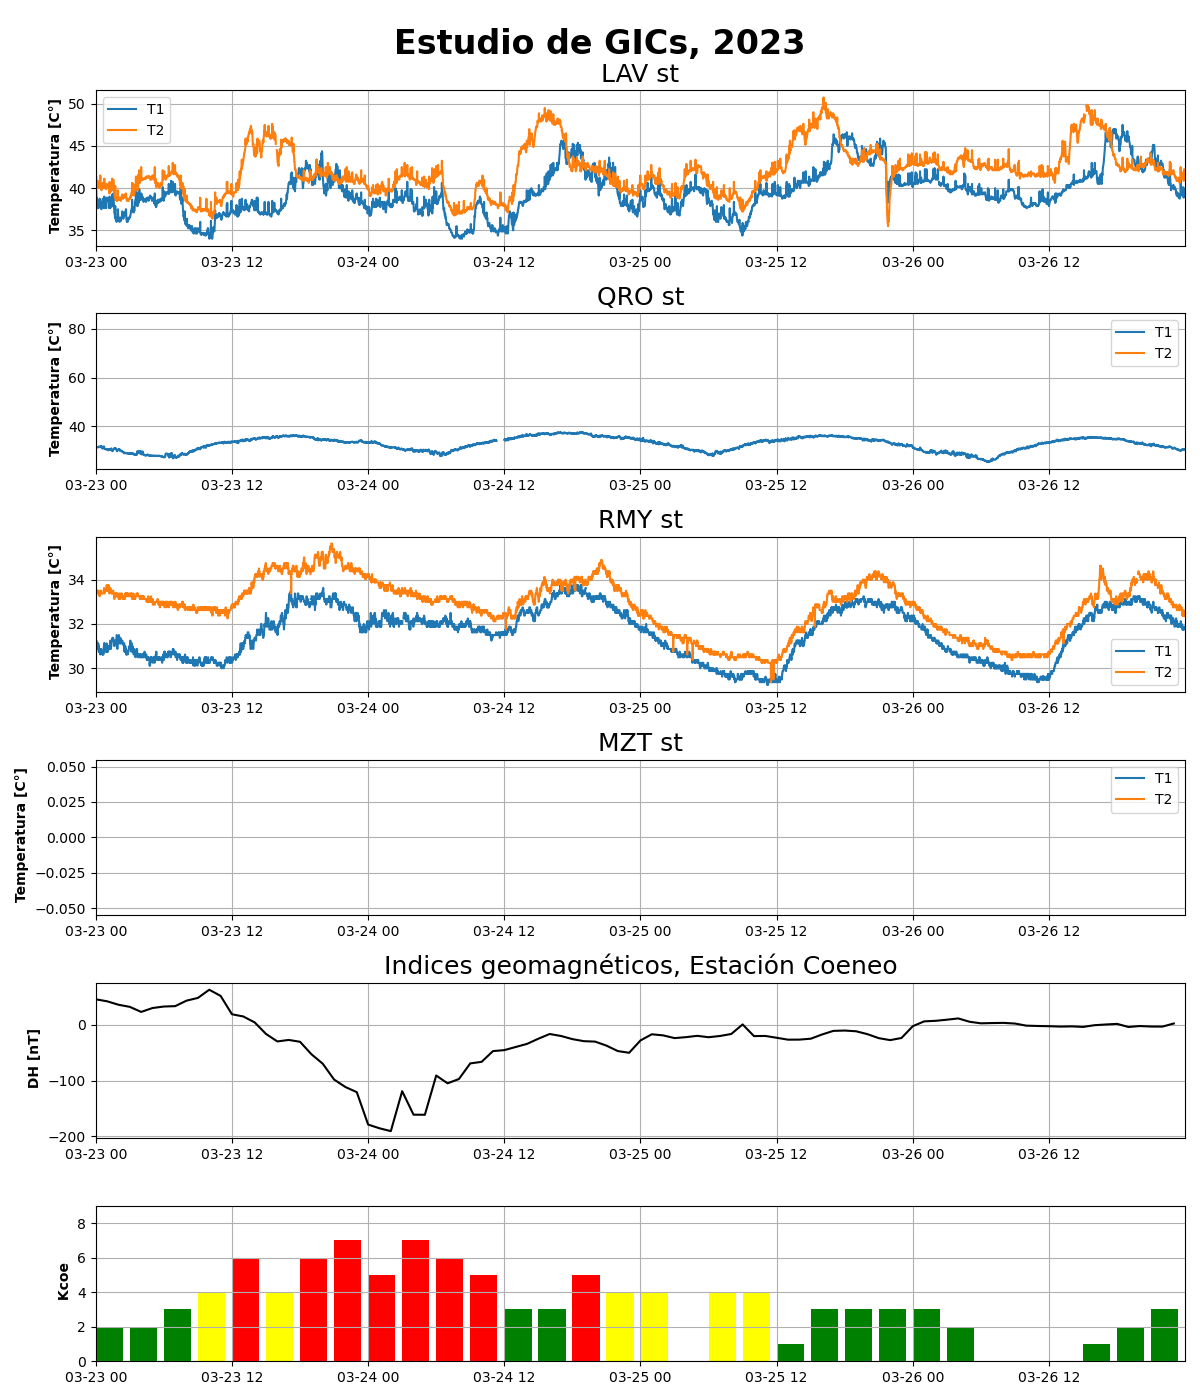 Estudio de GICs, 2023
LAV st
Temperatura [C°]
50
45
40
35
T1
T2
03-23 00 03-23 12 03-24 00 03-24 12 03-25 00 03-25 12 03-26 00 03-26 12
QRO st
Temperatura [C°]
80
60
40
T1
T2
03-23 00 03-23 12 03-24 00 03-24 12 03-25 00 03-25 12 03-26 00 03-26 12
RMY st
Temperatura [C°]
34
32
30
T1
T2
03-23 00 03-23 12 03-24 00 03-24 12 03-25 00 03-25 12 03-26 00 03-26 12
MZT st
Temperatura [C°]
0.050
0.025
0.000
−0.025
−0.050
T1
T2
03-23 00 03-23 12 03-24 00 03-24 12 03-25 00 03-25 12 03-26 00 03-26 12
Indices geomagnéticos, Estación Coeneo
DH [nT]
0
−100
−200
03-23 00 03-23 12 03-24 00 03-24 12 03-25 00 03-25 12 03-26 00 03-26 12
Kcoe
8
6
4
2
0
03-23 00 03-23 12 03-24 00 03-24 12 03-25 00 03-25 12 03-26 00 03-26 12